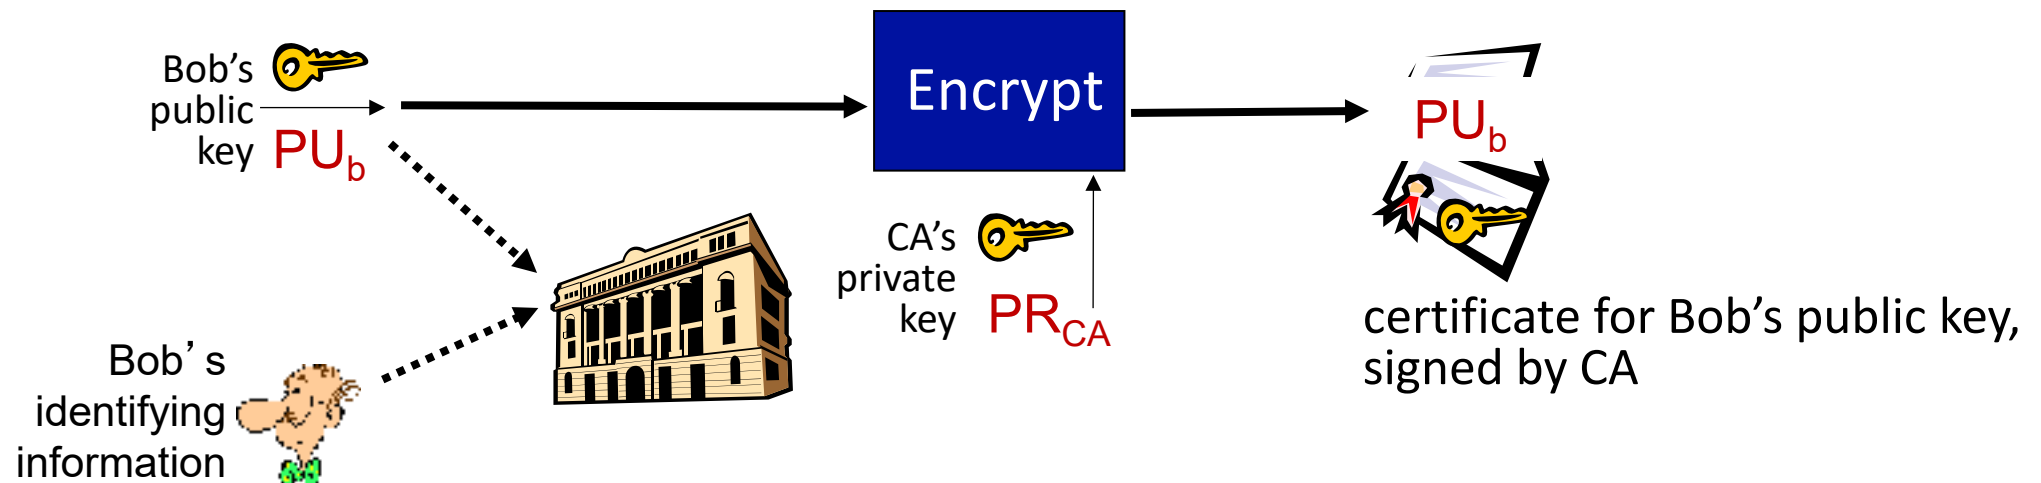 Bob's
public
key
PUb
Encrypt
PUb
CA's
private
key
PRCA
certificate for Bob's public key,
signed by CA
Bob's
identifying
information